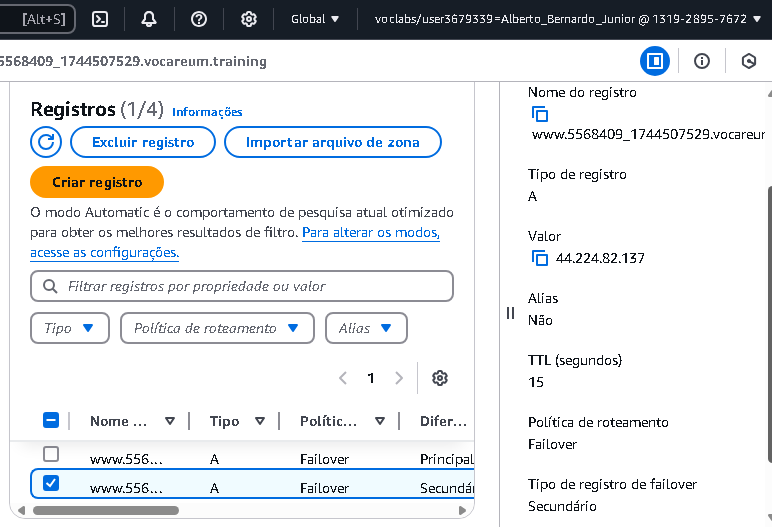 [Alt+S]
Global
voclabs/user3679339=Alberto_Bernardo_Junior @ 1319-2895-7672
5568409_1744507529.vocareum.training
Registros (1/4) Informações
Excluir registro
Importar arquivo de zona
Criar registro
O modo Automatic é o comportamento de pesquisa atual otimizado
para obter os melhores resultados de filtro. Para alterar os modos,
acesse as configurações.
Filtrar registros por propriedade ou valor
Tipo
Política de roteamento
Alias
1
Nome ...
Tipo
Polític...
Difer...
www.556... A Failover Principal
www.556... A Failover Secundár
Nome do registro
www.5568409_1744507529.vocareum
Tipo de registro
A
Valor
44.224.82.137
Alias
Não
TTL (segundos)
15
Política de roteamento
Failover
Tipo de registro de failover
Secundário